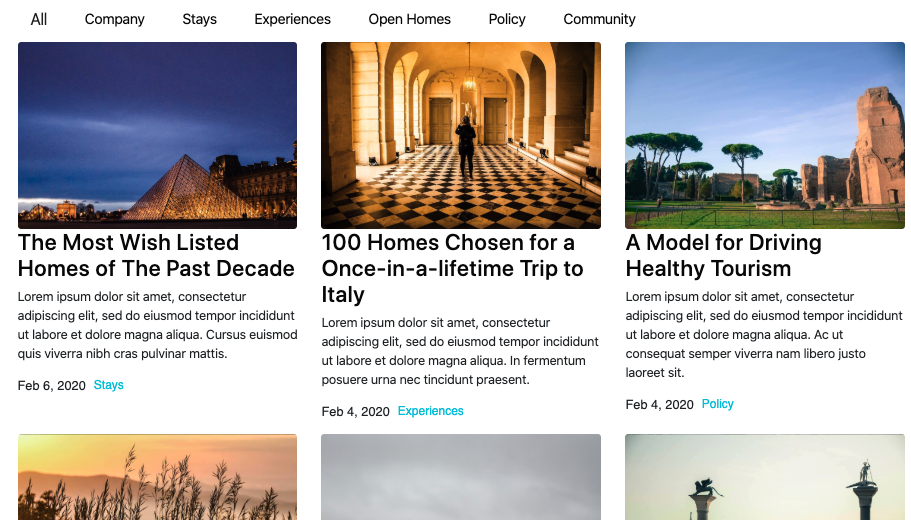 All Company Stays Experiences Open Homes Policy Community
The Most Wish Listed
Homes of The Past Decade
Lorem ipsum dolor sit amet, consectetur
adipiscing elit, sed do eiusmod tempor incididunt
ut labore et dolore magna aliqua. Cursus euismod
quis viverra nibh cras pulvinar mattis.
Feb 6, 2020 Stays
100 Homes Chosen for a
Once-in-a-lifetime Trip to
Italy
Lorem ipsum dolor sit amet, consectetur
adipiscing elit, sed do eiusmod tempor incididunt
ut labore et dolore magna aliqua. In fermentum
posuere urna nec tincidunt praesent.
Feb 4, 2020 Experiences
A Model for Driving
Healthy Tourism
Lorem ipsum dolor sit amet, consectetur
adipiscing elit, sed do eiusmod tempor incididunt
ut labore et dolore magna aliqua. Ac ut
consequat semper viverra nam libero justo
laoreet sit.
Feb 4, 2020 Policy